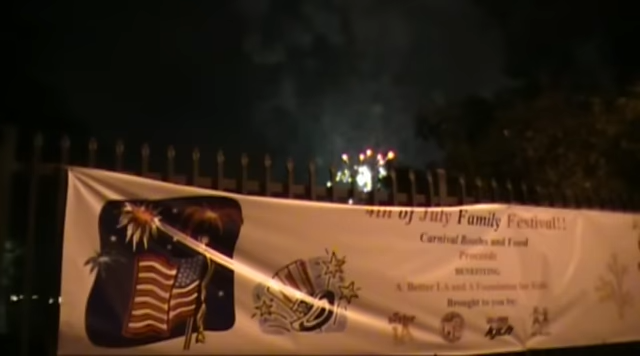 4th of July Family Festival!!
Carnival Booths and Food
Proceeds
BENEFITING
A Better LA and A Foundation for Kids
Brought to you by: